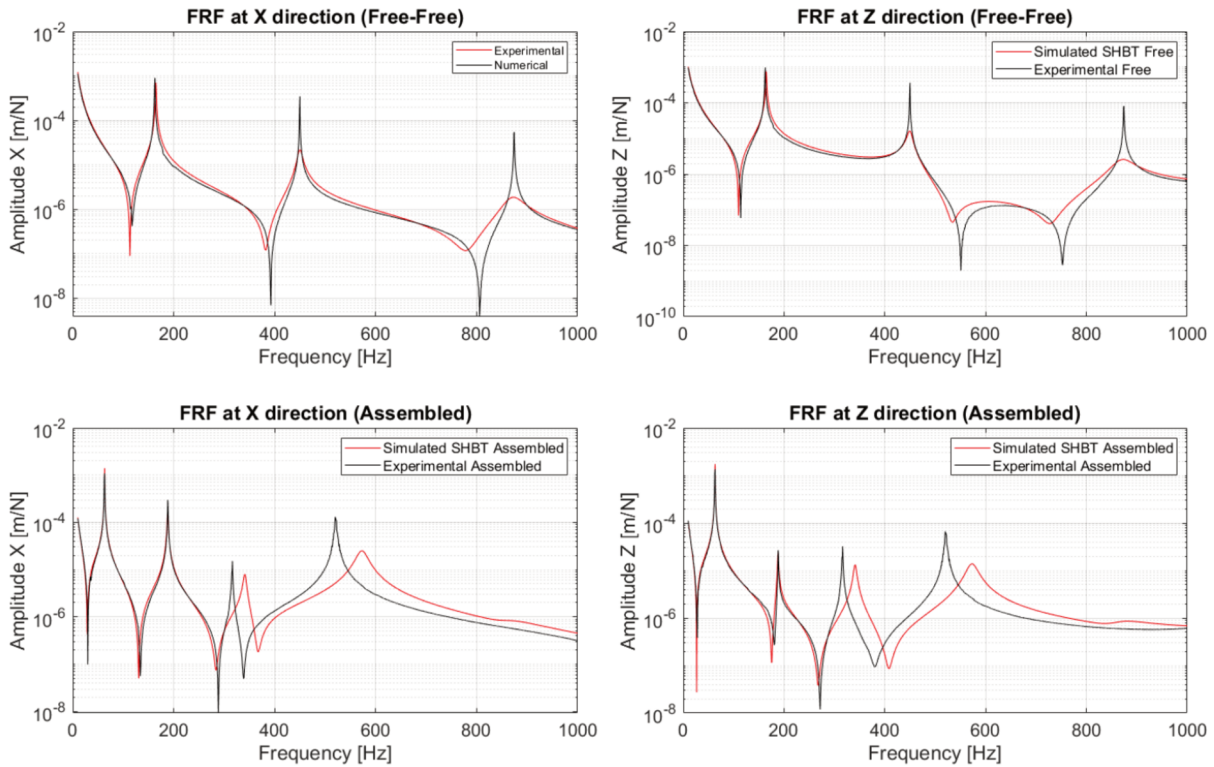 FRF at X direction (Free-Free)
10^-2
10^-4
10^-6
10^-8
Amplitude X [m/N]
Experimental
Numerical
0 200 400 600 800 1000
Frequency [Hz]
FRF at Z direction (Free-Free)
10^-2
10^-4
10^-6
10^-8
10^-10
Amplitude Z [m/N]
Simulated SHBT Free
Experimental Free
0 200 400 600 800 1000
Frequency [Hz]
FRF at X direction (Assembled)
10^-2
10^-4
10^-6
10^-8
Amplitude X [m/N]
Simulated SHBT Assembled
Experimental Assembled
0 200 400 600 800 1000
Frequency [Hz]
FRF at Z direction (Assembled)
10^-2
10^-4
10^-6
10^-8
Amplitude Z [m/N]
Simulated SHBT Assembled
Experimental Assembled
0 200 400 600 800 1000
Frequency [Hz]